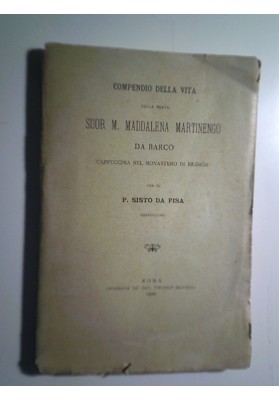 COMPENDIO DELLA VITA
DELLA BEATA
SUOR M. MADDALENA MARTINENGO
DA BARCO
CAPPUCCINA NEL MONASTERO DI BRESCIA
PER IL
P. SISTO DA PISA
CAPPUCCINO
ROMA